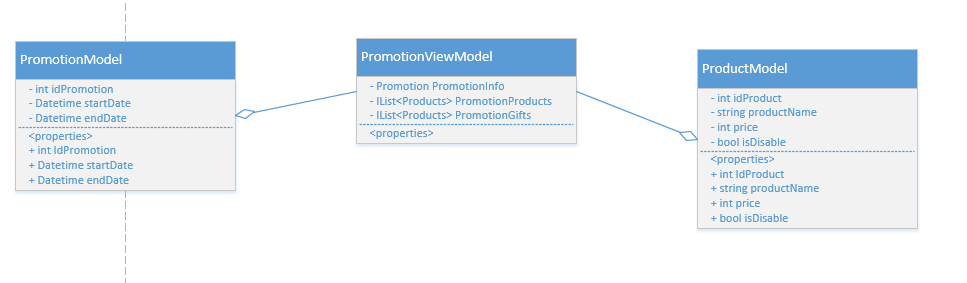 PromotionModel
- int idPromotion
- Datetime startDate
- Datetime endDate
<properties>
+ int IdPromotion
+ Datetime startDate
+ Datetime endDate
PromotionViewModel
- Promotion PromotionInfo
- IList<Products> PromotionProducts
- IList<Products> PromotionGifts
<properties>
ProductModel
- int idProduct
- string productName
- int price
- bool isDisable
<properties>
+ int IdProduct
+ string productName
+ int price
+ bool isDisable